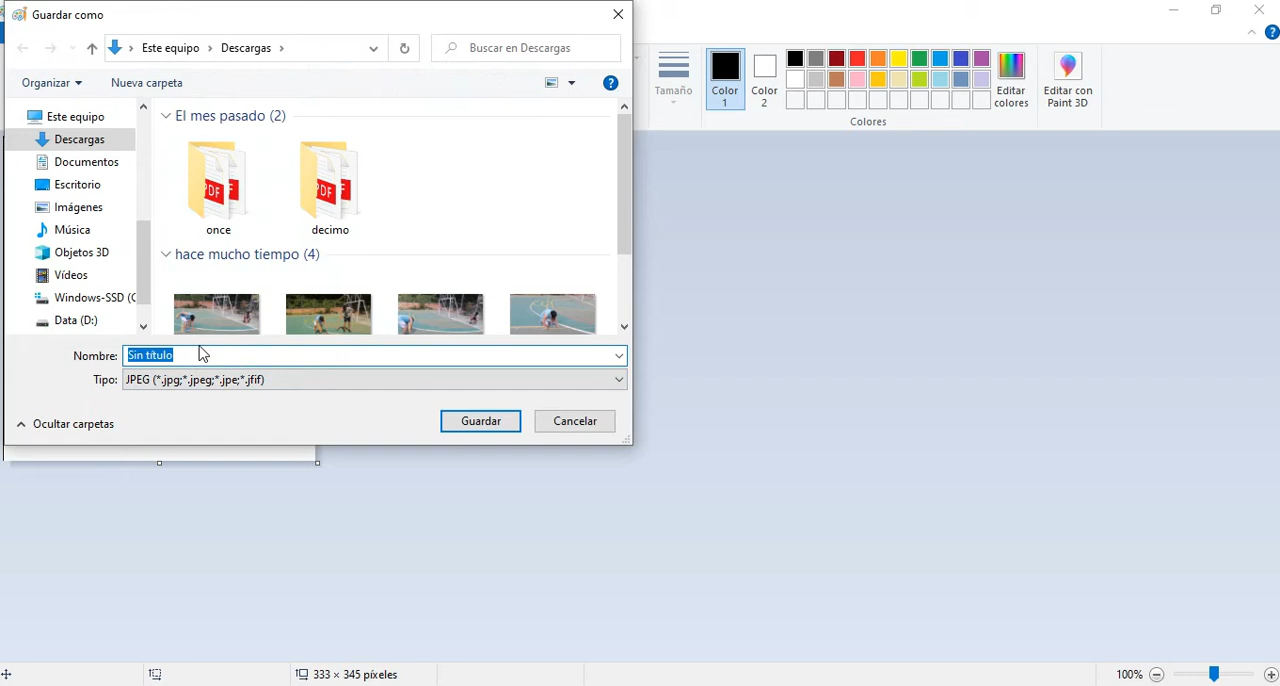 Guardar como
Este equipo > Descargas >
Buscar en Descargas
Organizar
Nueva carpeta
Este equipo
Descargas
Documentos
Escritorio
Imágenes
Música
Objetos 3D
Vídeos
Windows-SSD (C
Data (D:)
El mes pasado (2)
PDF
PDF
once
decimo
hace mucho tiempo (4)
Nombre: Sin título
Tipo: JPEG (*.jpg;*.jpeg;*.jpe;*.jfif)
Ocultar carpetas
Guardar
Cancelar
Tamaño
Color
1
Color
2
Editar
colores
Editar con
Paint 3D
Colores
333 × 345 píxeles
100%